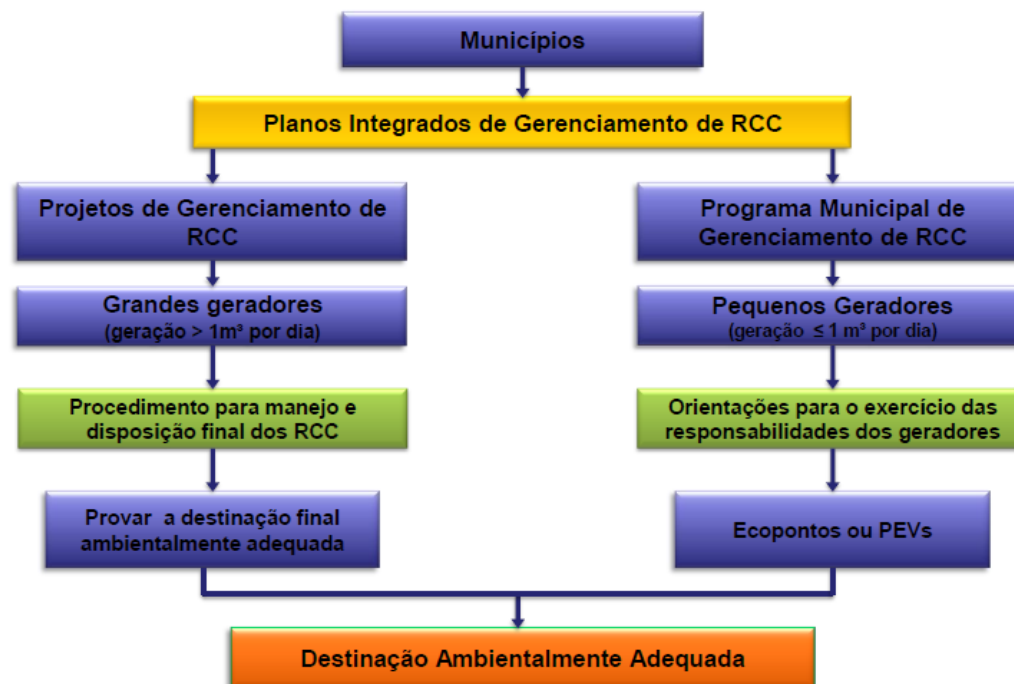 Municípios
Planos Integrados de Gerenciamento de RCC
Projetos de Gerenciamento de
RCC
Grandes geradores
(geração > 1m³ por dia)
Procedimento para manejo e
disposição final dos RCC
Provar a destinação final
ambientalmente adequada
Programa Municipal de
Gerenciamento de RCC
Pequenos Geradores
(geração ≤ 1 m³ por dia)
Orientações para o exercício das
responsabilidades dos geradores
Ecopontos ou PEVs
Destinação Ambientalmente Adequada